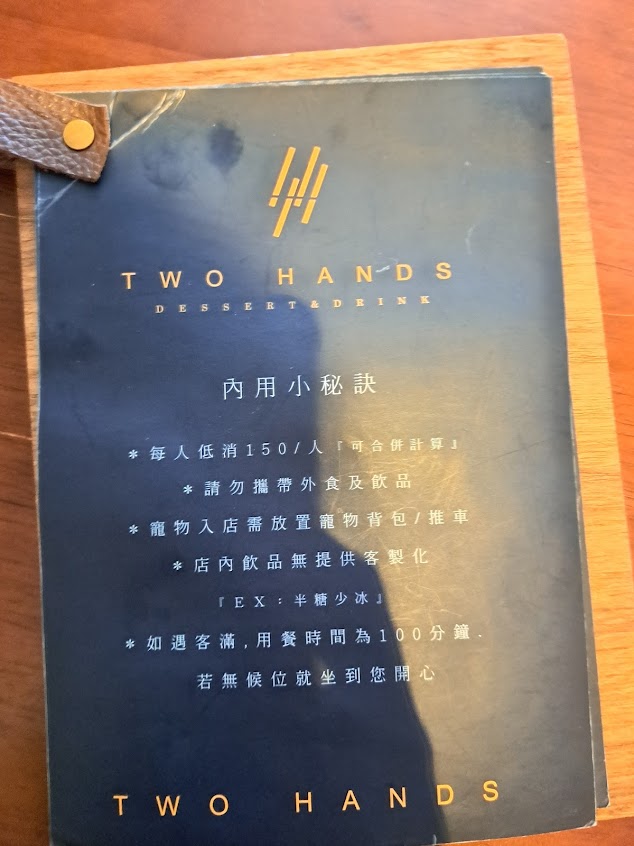 TWO HANDS
DESSERT&DRINK
內用小秘訣
*每人低消150/人『可合併計算』
*請勿攜帶外食及飲品
*寵物入店需放置寵物背包/推車
*店內飲品無提供客製化
『EX：半糖少冰』
*如遇客滿,用餐時間為100分鐘.
若無候位就坐到您開心
TWO HANDS